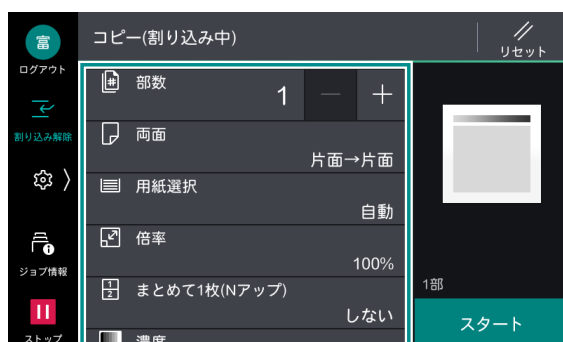 富
ログアウト
割り込み解除
ジョブ情報
ストップ
コピー(割り込み中)
リセット
部数
1
両面
片面→片面
用紙選択
自動
倍率
100%
まとめて1枚(Nアップ)
しない
濃度
1部
スタート